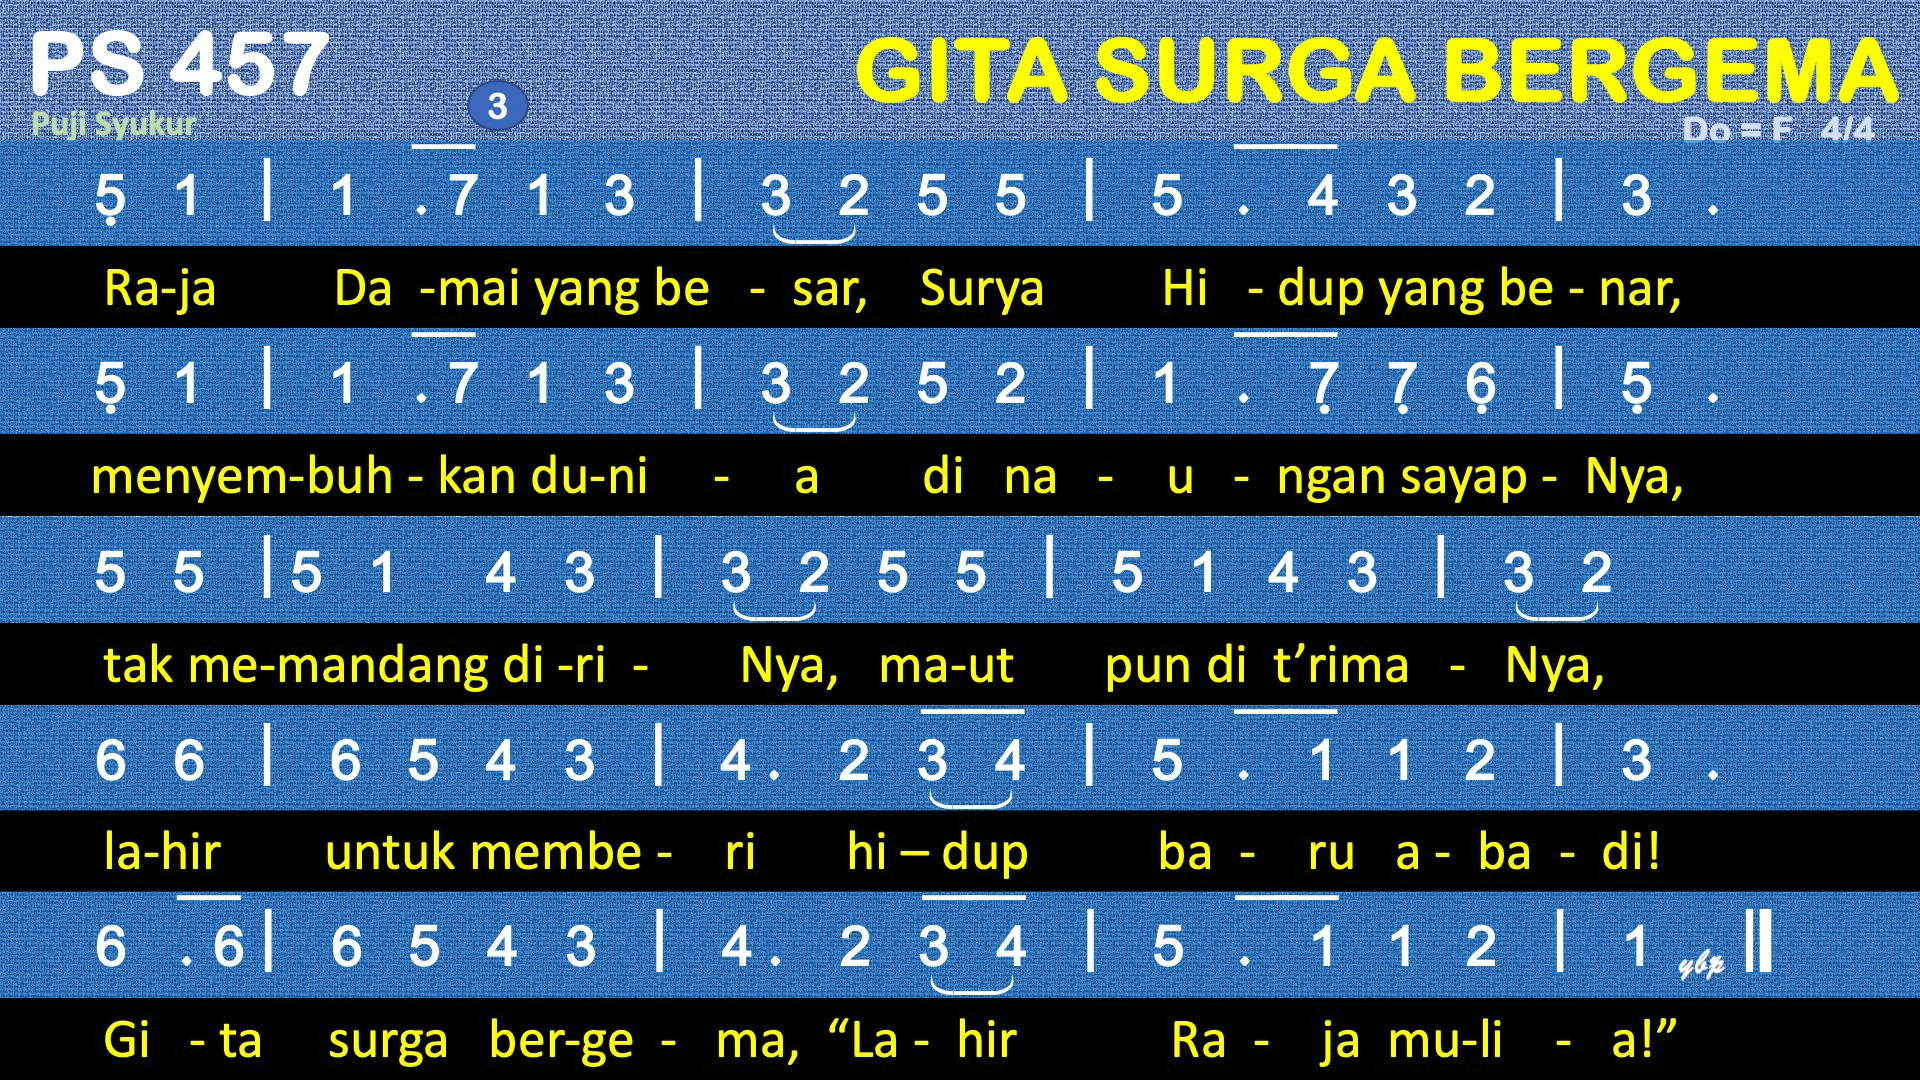 PS 457
GITA SURGA BERGEMA
Puji Syukur
3
Do = F 4/4
5̣ 1 | 1 . 7 1 3 | 3 2 5 5 | 5 . 4 3 2 | 3 .
Ra-ja Da -mai yang be - sar, Surya Hi - dup yang be - nar,
5̣ 1 | 1 . 7 1 3 | 3 2 5 2 | 1 . 7̣ 7̣ 6̣ | 5̣ .
menyem-buh - kan du-ni - a di na - u - ngan sayap - Nya,
5 5 | 5 1 4 3 | 3 2 5 5 | 5 1 4 3 | 3 2
tak me-mandang di -ri - Nya, ma-ut pun di t’rima - Nya,
6 6 | 6 5 4 3 | 4 . 2 3 4 | 5 . 1 1 2 | 3 .
la-hir untuk membe - ri hi – dup ba - ru a - ba - di!
6 . 6 | 6 5 4 3 | 4 . 2 3 4 | 5 . 1 1 2 | 1 ybp ||
Gi - ta surga ber-ge - ma, “La - hir Ra - ja mu-li - a!”